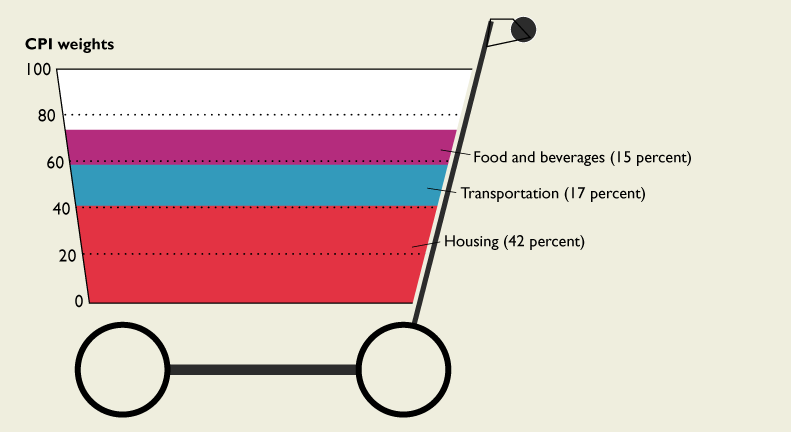 CPI weights
100
80
Food and beverages (15 percent)
60
Transportation (17 percent)
40
Housing (42 percent)
20
0